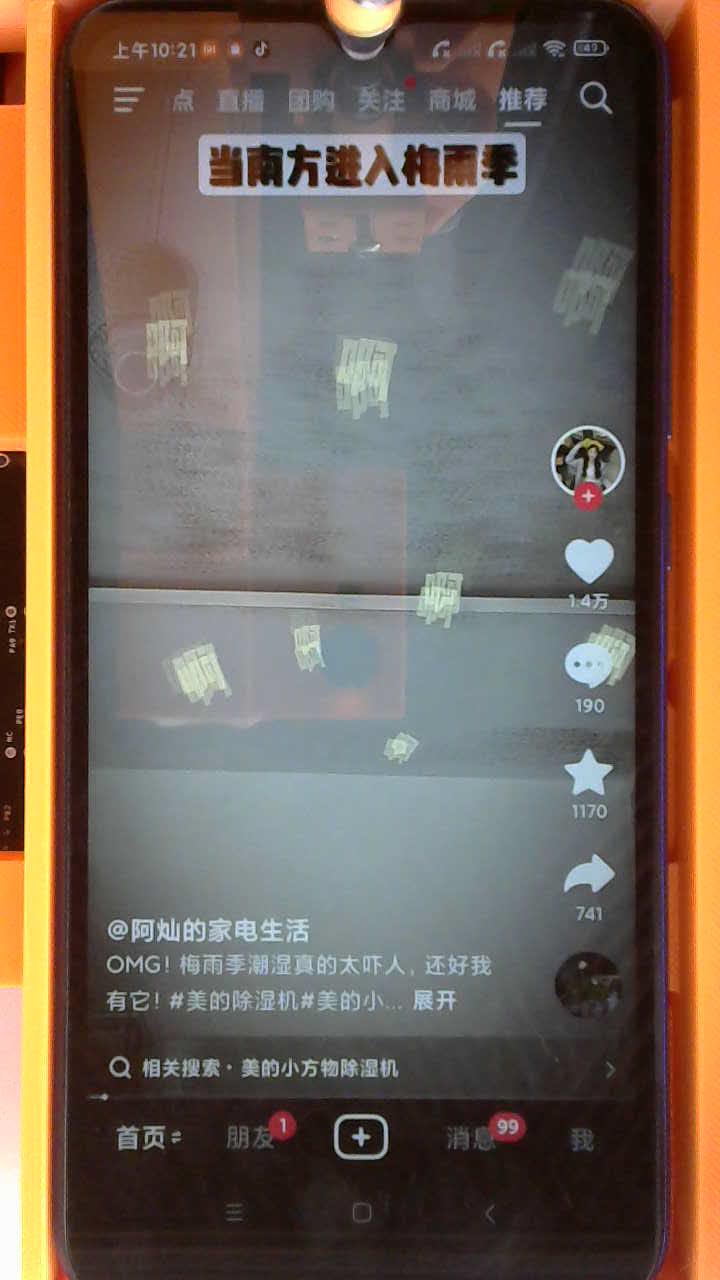 上午10:21
49
点 直播 团购 关注 商城 推荐
当南方进入梅雨季
啊
啊
1.4万
190
1170
741
@阿灿的家电生活
OMG！梅雨季潮湿真的太吓人，还好我
有它！#美的除湿机#美的小... 展开
相关搜索·美的小方物除湿机
首页 朋友 1 消息 99 我